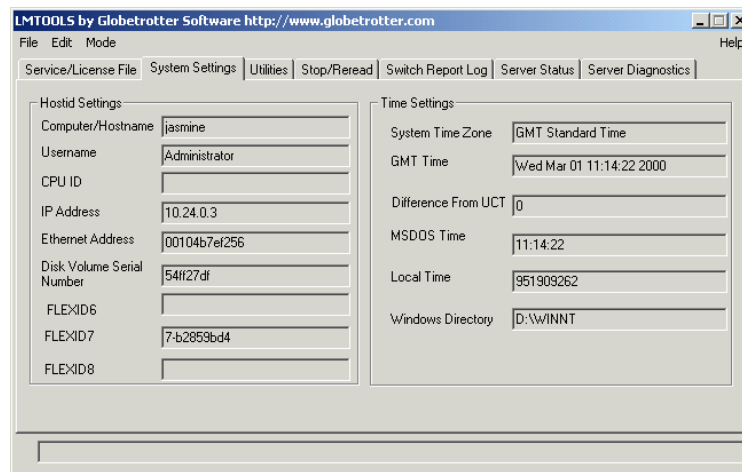 LMTOOLS by Globetrotter Software http://www.globetrotter.com
File Edit Mode Help
Service/License File System Settings Utilities Stop/Reread Switch Report Log Server Status Server Diagnostics
Hostid Settings
Computer/Hostname jasmine
Username Administrator
CPU ID
IP Address 10.24.0.3
Ethernet Address 00104b7ef256
Disk Volume Serial
Number 54ff27df
FLEXID6
FLEXID7 7-b2859bd4
FLEXID8
Time Settings
System Time Zone GMT Standard Time
GMT Time Wed Mar 01 11:14:22 2000
Difference From UCT 0
MSDOS Time 11:14:22
Local Time 951909262
Windows Directory D:\WINNT